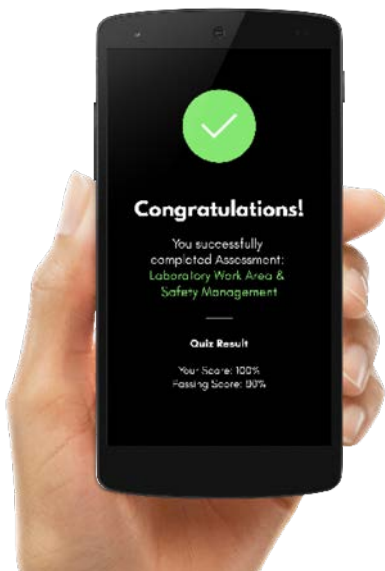 Congratulations!
You successfully
completed Assessment:
Laboratory Work Area &
Safety Management
Quiz Result
Your Score: 100%
Passing Score: 80%